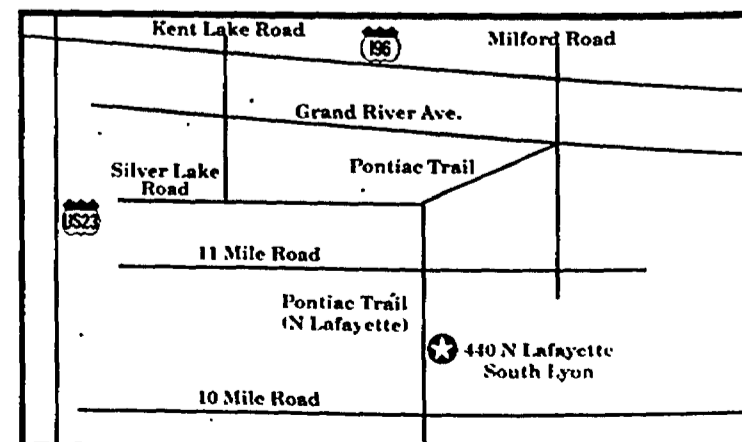 Kent Lake Road
I96
Milford Road
Grand River Ave.
Silver Lake
Road
Pontiac Trail
US23
11 Mile Road
Pontiac Trail
(N Lafayette)
440 N Lafayette
South Lyon
10 Mile Road